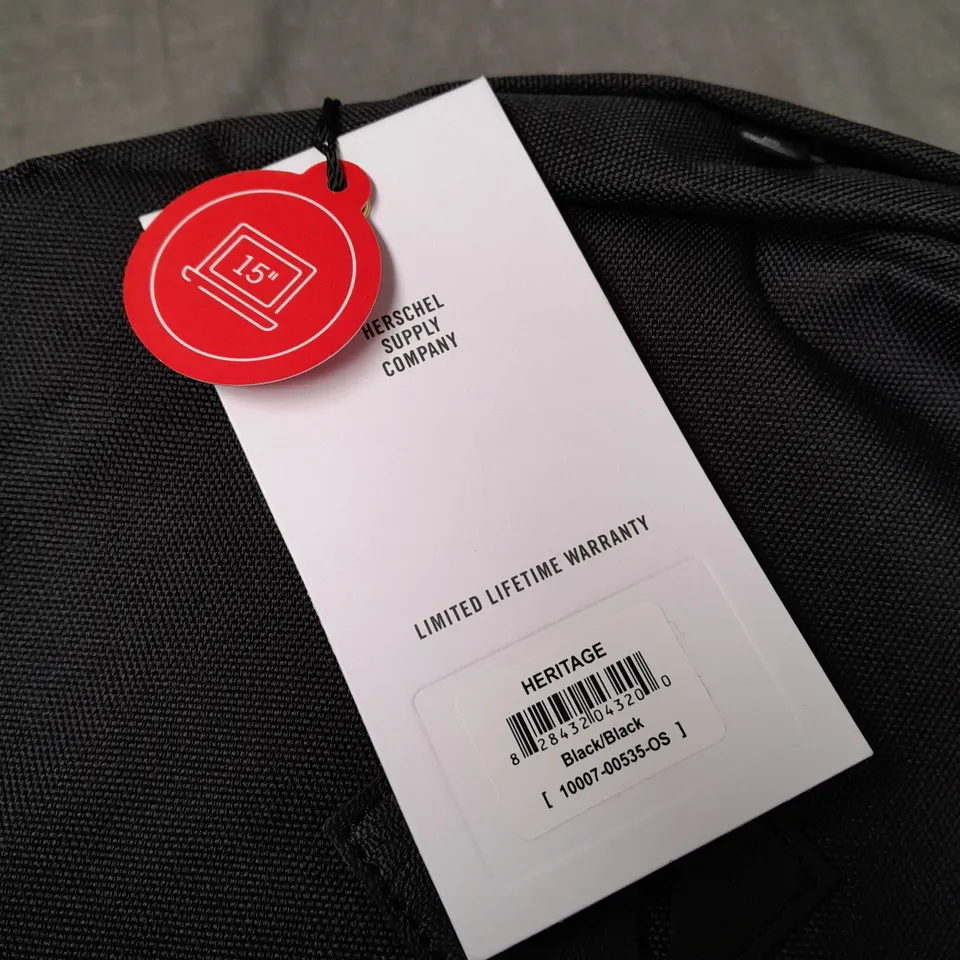 15"
HERSCHEL
SUPPLY
COMPANY
LIMITED LIFETIME WARRANTY
HERITAGE
8 28432 04320 0
Black/Black
[ 10007-00535-OS ]